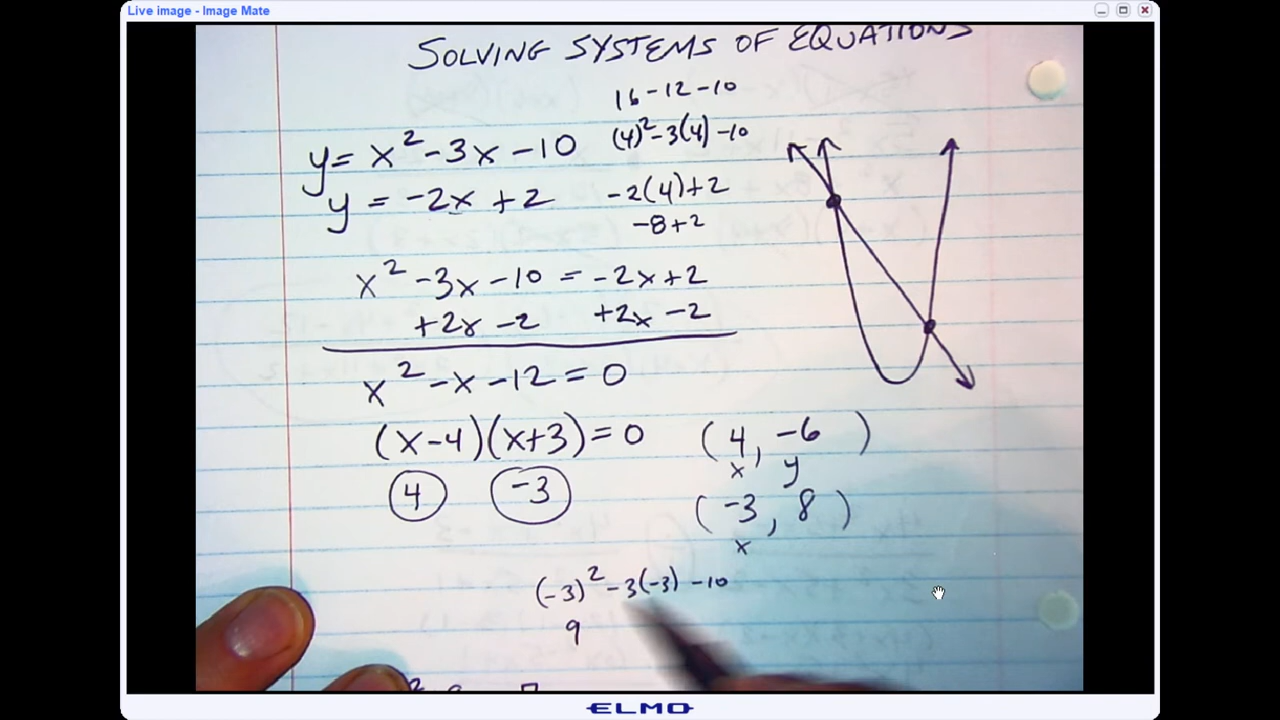 Live image - Image Mate
SOLVING SYSTEMS OF EQUATIONS
16 -12 -10
(4)² -3(4) -10
y = x² -3x -10
y = -2x +2
-2(4)+2
-8+2
x² -3x -10 = -2x+2
+2x -2 +2x -2
x² -x -12 = 0
(x-4)(x+3) = 0
4 -3
(4, -6)
x y
(-3, 8)
x
(-3)² -3(-3) -10
9
ELMO